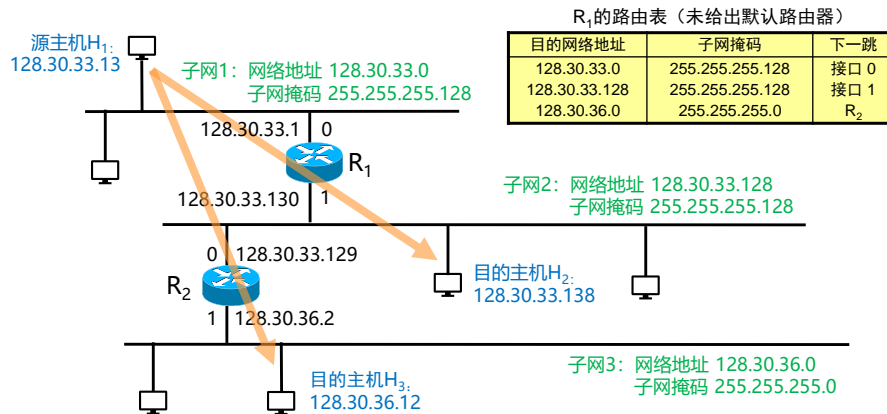 R1的路由表（未给出默认路由器）
目的网络地址 子网掩码 下一跳
128.30.33.0 255.255.255.128 接口 0
128.30.33.128 255.255.255.128 接口 1
128.30.36.0 255.255.255.0 R2
源主机H1:
128.30.33.13
子网1：网络地址 128.30.33.0
子网掩码 255.255.255.128
128.30.33.1 0
R1
128.30.33.130 1
子网2：网络地址 128.30.33.128
子网掩码 255.255.255.128
0 128.30.33.129
R2
目的主机H2:
128.30.33.138
1 128.30.36.2
目的主机H3:
128.30.36.12
子网3：网络地址 128.30.36.0
子网掩码 255.255.255.0